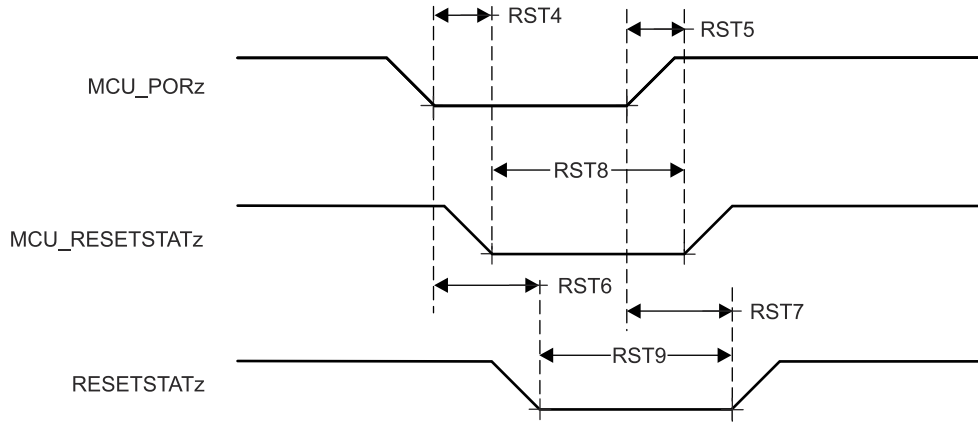 RST4
RST5
MCU_PORz
RST8
MCU_RESETSTATz
RST6
RST7
RST9
RESETSTATz